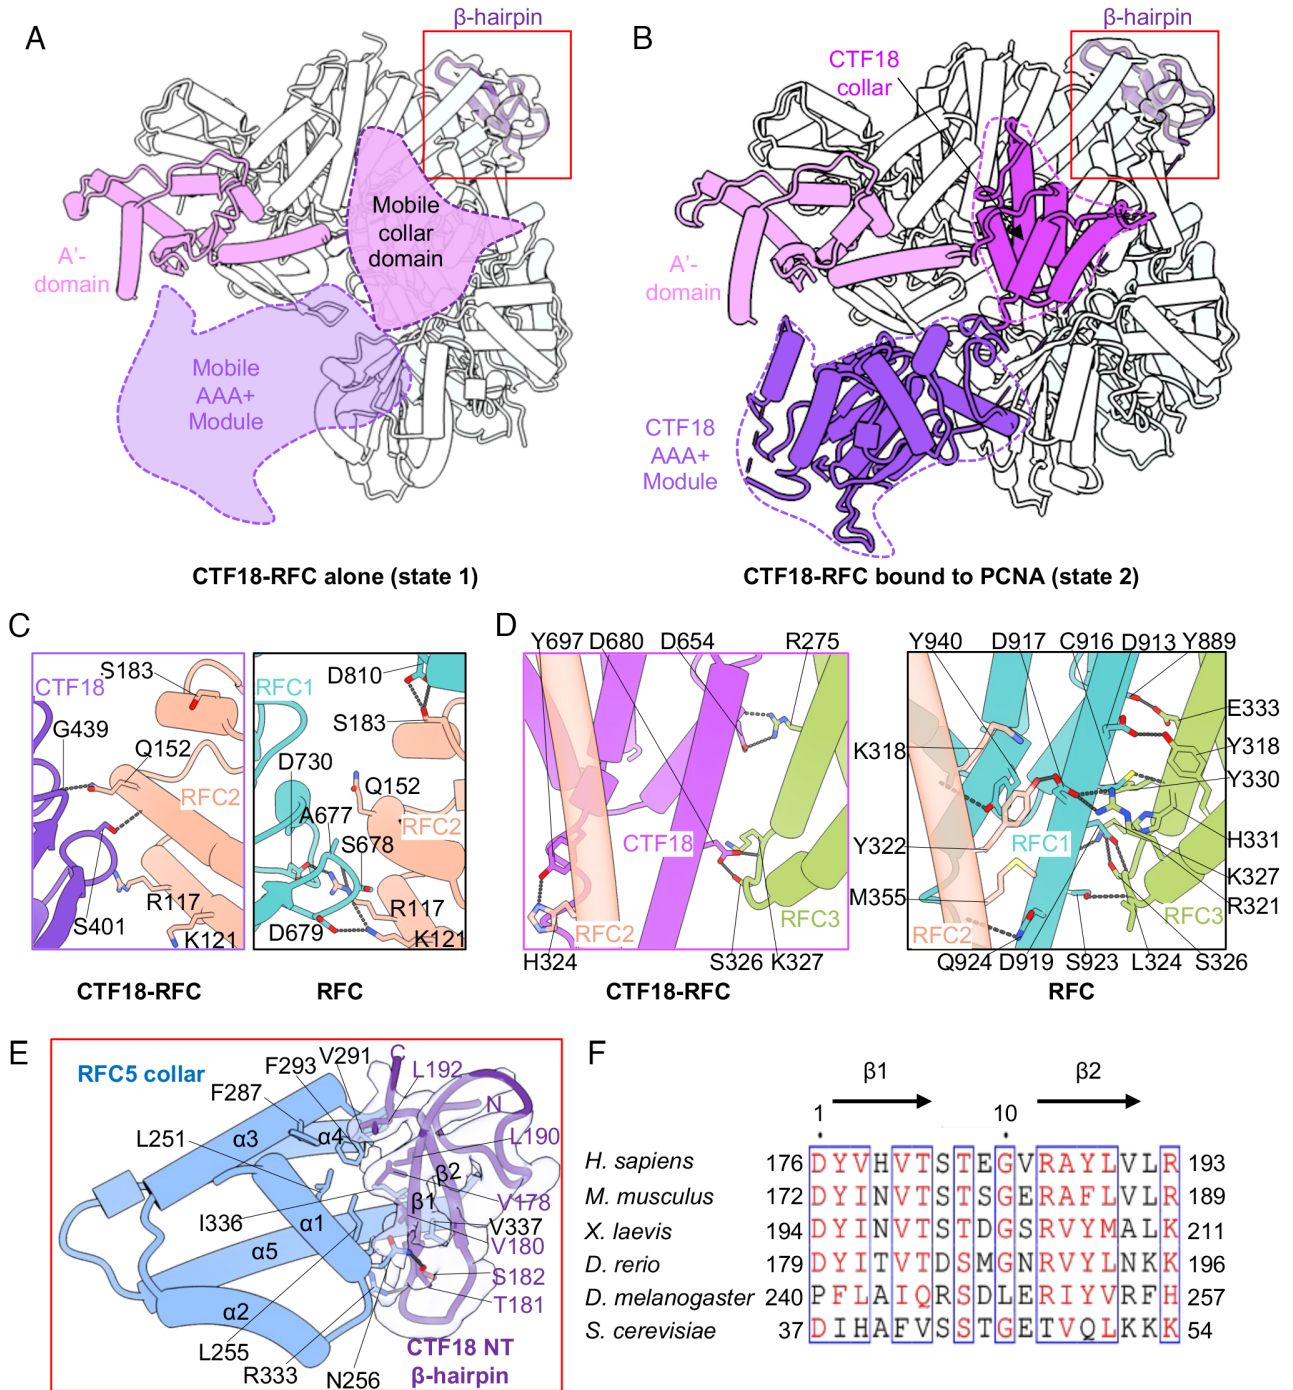 A
β-hairpin
Mobile
collar
domain
A'-
domain
Mobile
AAA+
Module
CTF18-RFC alone (state 1)
B
β-hairpin
CTF18
collar
A'-
domain
CTF18
AAA+
Module
CTF18-RFC bound to PCNA (state 2)
C
S183
CTF18
G439
Q152
RFC2
R117
S401
K121
CTF18-RFC
D810
RFC1
S183
D730
Q152
A677
RFC2
S678
R117
D679
K121
RFC
D
Y697 D680 D654 R275
CTF18
RFC3
RFC2
H324 S326 K327
CTF18-RFC
Y940 D917 C916 D913 Y889
E333
K318
Y318
Y330
Y322
RFC1
H331
K327
M355
R321
RFC3
RFC2
Q924 D919 S923 L324 S326
RFC
E
RFC5 collar
V291
C
F293
L192
F287
N
α3
α4
L251
L190
β2
β1
V178
I336
α1
V337
α5
V180
S182
α2
T181
L255
R333
N256
CTF18 NT
β-hairpin
F
β1 β2
1 10
H. sapiens 176 DYVHVTSTEGVRAYLVLR 193
M. musculus 172 DYINVTSTSGERAFLVLR 189
X. laevis 194 DYINVTSTDGSRVYMALK 211
D. rerio 179 DYITVTDSMGNRVYLNKK 196
D. melanogaster 240 PFLAIQRSDLERIYVRFH 257
S. cerevisiae 37 DIHAFVSSTGETVQLKKK 54